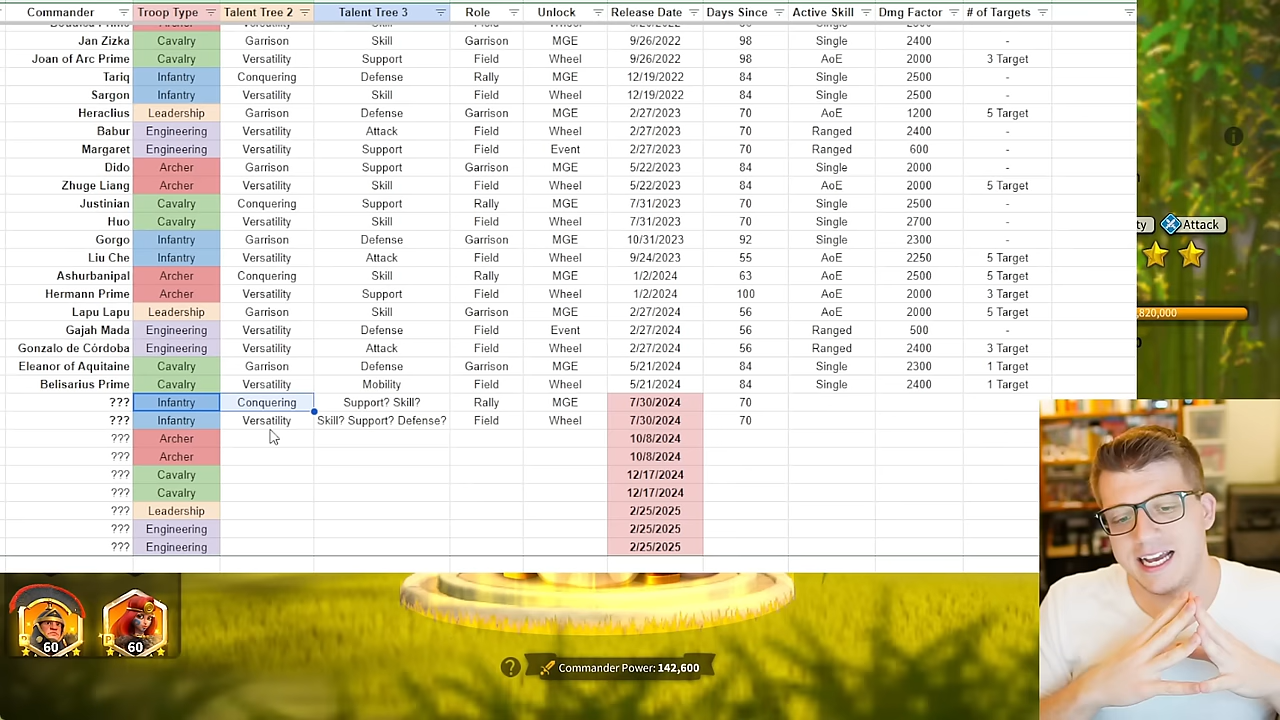 Commander Troop Type Talent Tree 2 Talent Tree 3 Role Unlock Release Date Days Since Active Skill Dmg Factor # of Targets
Jan Zizka Cavalry Garrison Skill Garrison MGE 9/26/2022 98 Single 2400 -
Joan of Arc Prime Cavalry Versatility Support Field Wheel 9/26/2022 98 AoE 2000 3 Target
Tariq Infantry Conquering Defense Rally MGE 12/19/2022 84 Single 2500 -
Sargon Infantry Versatility Skill Field Wheel 12/19/2022 84 Single 2500 -
Heraclius Leadership Garrison Defense Garrison MGE 2/27/2023 70 AoE 1200 5 Target
Babur Engineering Versatility Attack Field Wheel 2/27/2023 70 Ranged 2400 -
Margaret Engineering Versatility Support Field Event 2/27/2023 70 Ranged 600 -
Dido Archer Garrison Support Garrison MGE 5/22/2023 84 Single 2000 -
Zhuge Liang Archer Versatility Skill Field Wheel 5/22/2023 84 AoE 2000 5 Target
ty Attack
Justinian Cavalry Conquering Support Rally MGE 7/31/2023 70 Single 2500 -
Huo Cavalry Versatility Skill Field Wheel 7/31/2023 70 Single 2700 -
Gorgo Infantry Garrison Defense Garrison MGE 10/31/2023 92 Single 2300 -
Liu Che Infantry Versatility Attack Field Wheel 9/24/2023 55 AoE 2250 5 Target
Ashurbanipal Archer Conquering Skill Rally MGE 1/2/2024 63 AoE 2500 5 Target
Hermann Prime Archer Versatility Support Field Wheel 1/2/2024 100 AoE 2000 3 Target
Lapu Lapu Leadership Garrison Skill Garrison MGE 2/27/2024 56 AoE 2000 5 Target
,820,000
Gajah Mada Engineering Versatility Defense Field Event 2/27/2024 56 Ranged 500 -
Gonzalo de Córdoba Engineering Versatility Attack Field Wheel 2/27/2024 56 Ranged 2400 3 Target
Eleanor of Aquitaine Cavalry Garrison Defense Garrison MGE 5/21/2024 84 Single 2300 1 Target
Belisarius Prime Cavalry Versatility Mobility Field Wheel 5/21/2024 84 Single 2400 1 Target
??? Infantry Conquering Support? Skill? Rally MGE 7/30/2024 70
??? Infantry Versatility Skill? Support? Defense? Field Wheel 7/30/2024 70
??? Archer 10/8/2024
??? Archer 10/8/2024
??? Cavalry 12/17/2024
??? Cavalry 12/17/2024
??? Leadership 2/25/2025
??? Engineering 2/25/2025
??? Engineering 2/25/2025
60 60
? Commander Power: 142,600